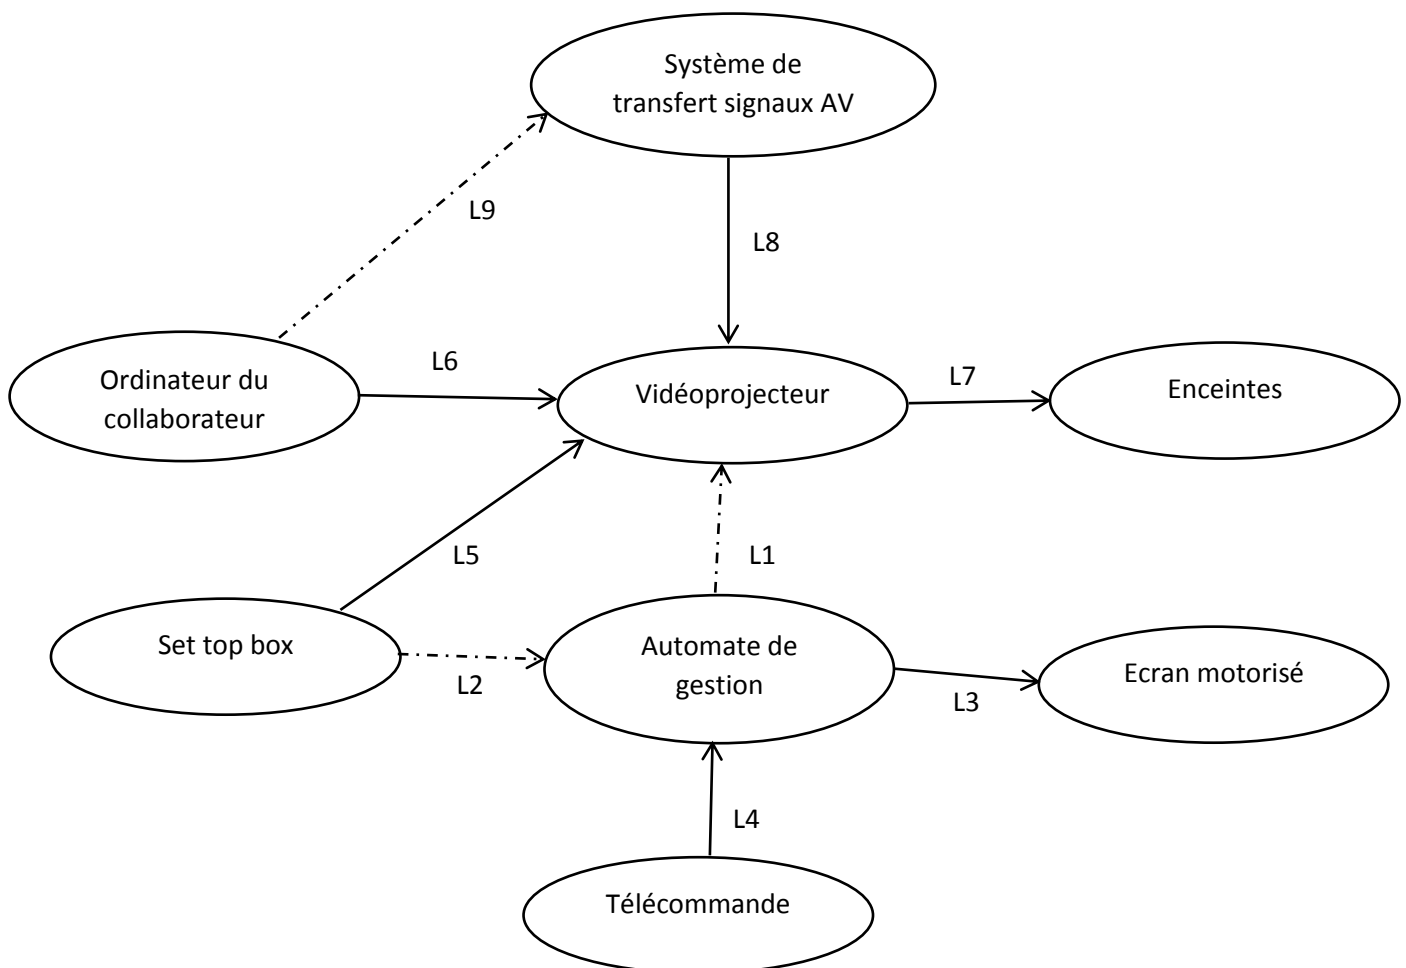 Système de
transfert signaux AV
L9
L8
Ordinateur du
collaborateur
L6
Vidéoprojecteur
L7
Enceintes
L5
L1
Set top box
L2
Automate de
gestion
L3
Ecran motorisé
L4
Télécommande